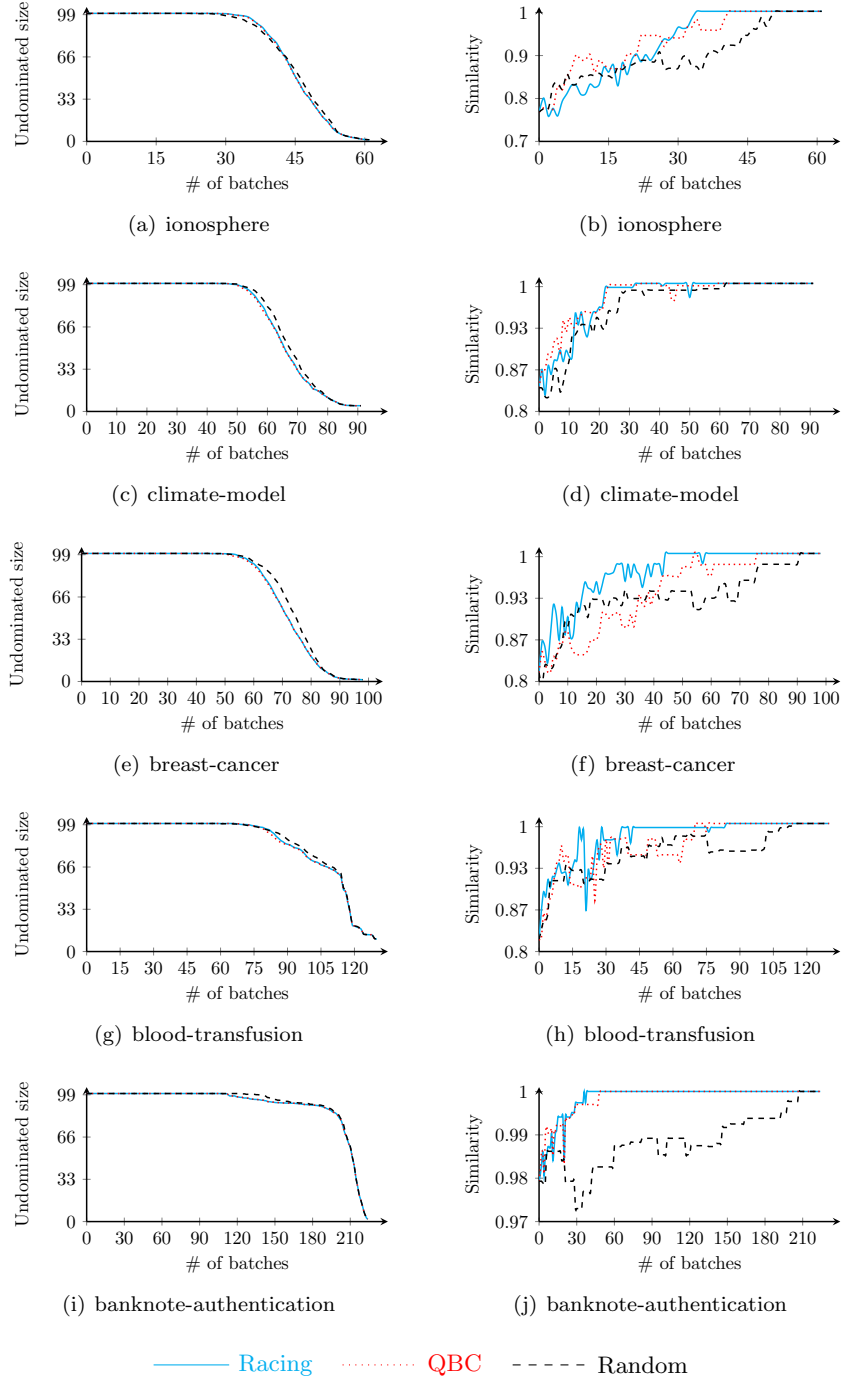 Undominated size
99
66
33
0
0 15 30 45 60
# of batches
(a) ionosphere
Similarity
1
0.9
0.8
0.7
0 15 30 45 60
# of batches
(b) ionosphere
Undominated size
99
66
33
0
0 10 20 30 40 50 60 70 80 90
# of batches
(c) climate-model
Similarity
1
0.93
0.87
0.8
0 10 20 30 40 50 60 70 80 90
# of batches
(d) climate-model
Undominated size
99
66
33
0
0 10 20 30 40 50 60 70 80 90 100
# of batches
(e) breast-cancer
Similarity
1
0.93
0.87
0.8
0 10 20 30 40 50 60 70 80 90 100
# of batches
(f) breast-cancer
Undominated size
99
66
33
0
0 15 30 45 60 75 90 105 120
# of batches
(g) blood-transfusion
Similarity
1
0.93
0.87
0.8
0 15 30 45 60 75 90 105 120
# of batches
(h) blood-transfusion
Undominated size
99
66
33
0
0 30 60 90 120 150 180 210
# of batches
(i) banknote-authentication
Similarity
1
0.99
0.98
0.97
0 30 60 90 120 150 180 210
# of batches
(j) banknote-authentication
Racing QBC Random